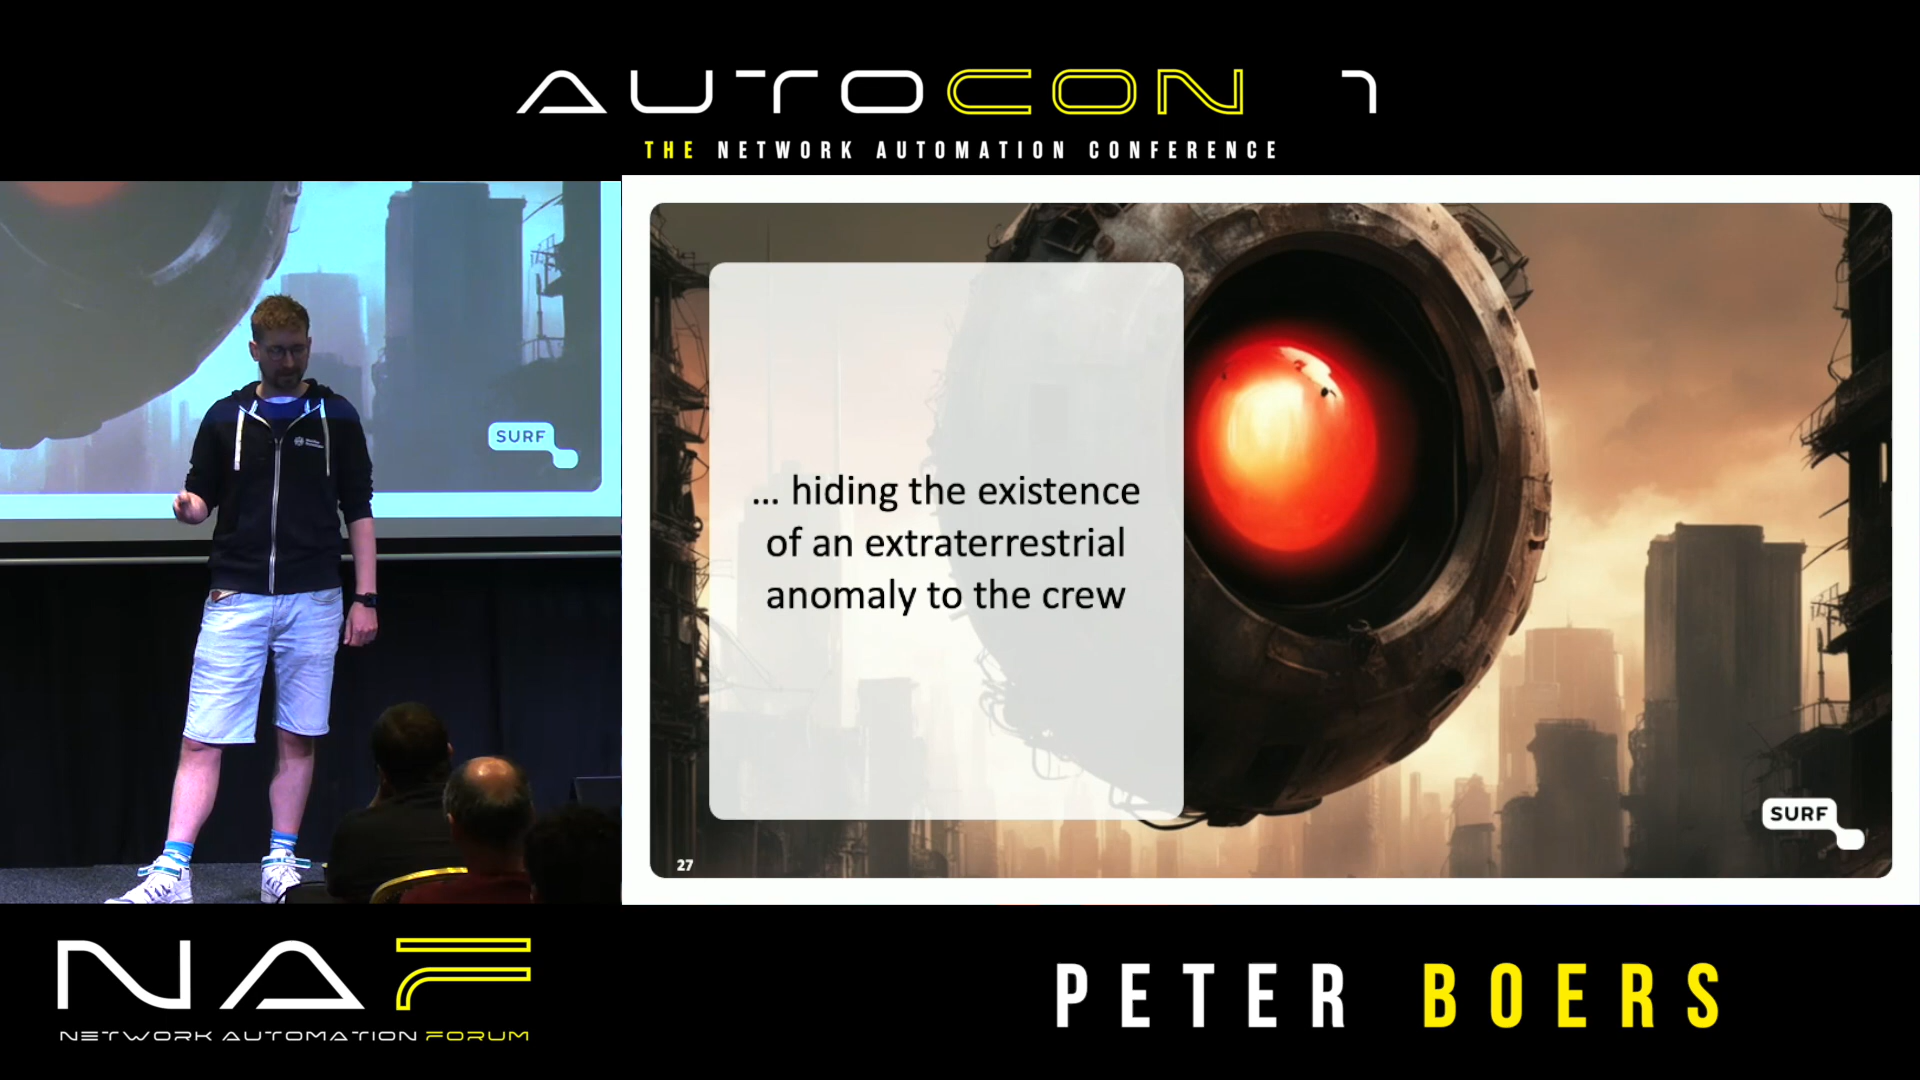 AUTOCON 1
THE NETWORK AUTOMATION CONFERENCE
SURF
... hiding the existence
of an extraterrestrial
anomaly to the crew
SURF
27
NAF
NETWORK AUTOMATION FORUM
PETER BOERS